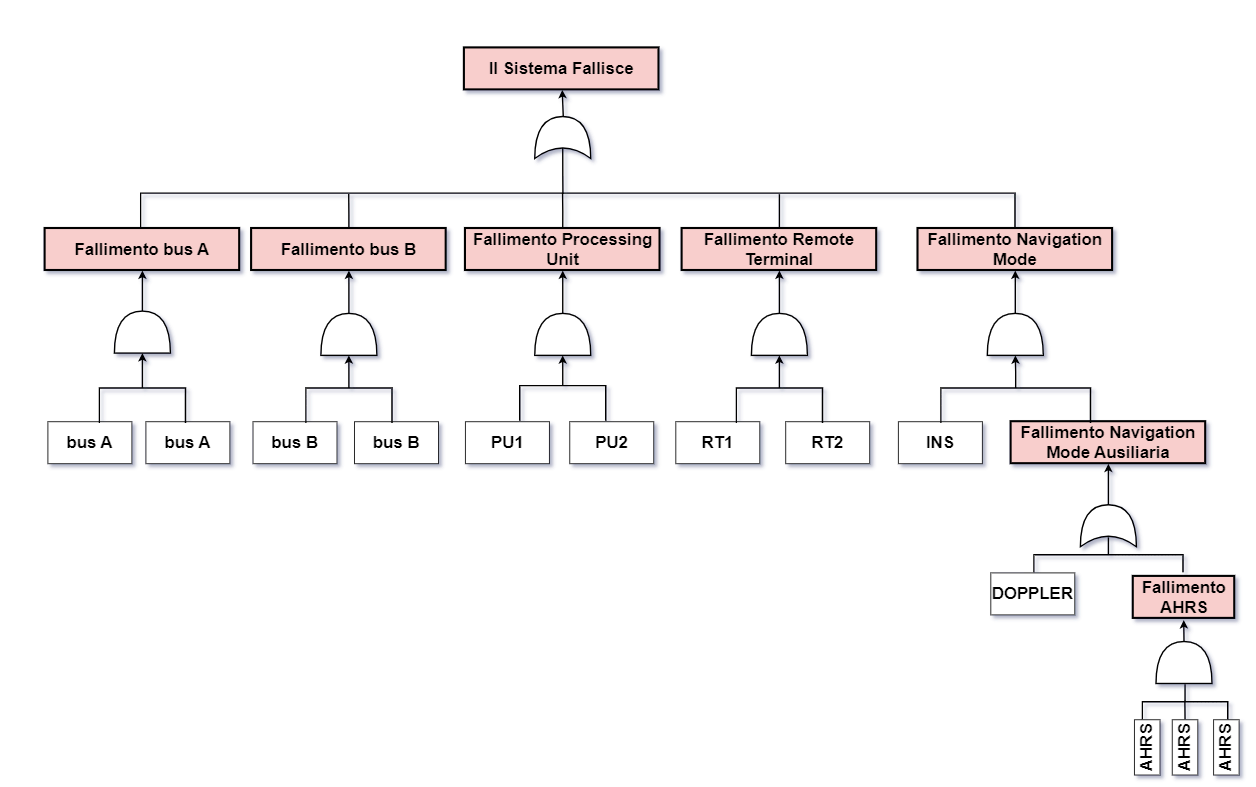 Il Sistema Fallisce
Fallimento bus A
Fallimento bus B
Fallimento Processing
Unit
Fallimento Remote
Terminal
Fallimento Navigation
Mode
bus A
bus A
bus B
bus B
PU1
PU2
RT1
RT2
INS
Fallimento Navigation
Mode Ausiliaria
DOPPLER
Fallimento
AHRS
AHRS
AHRS
AHRS